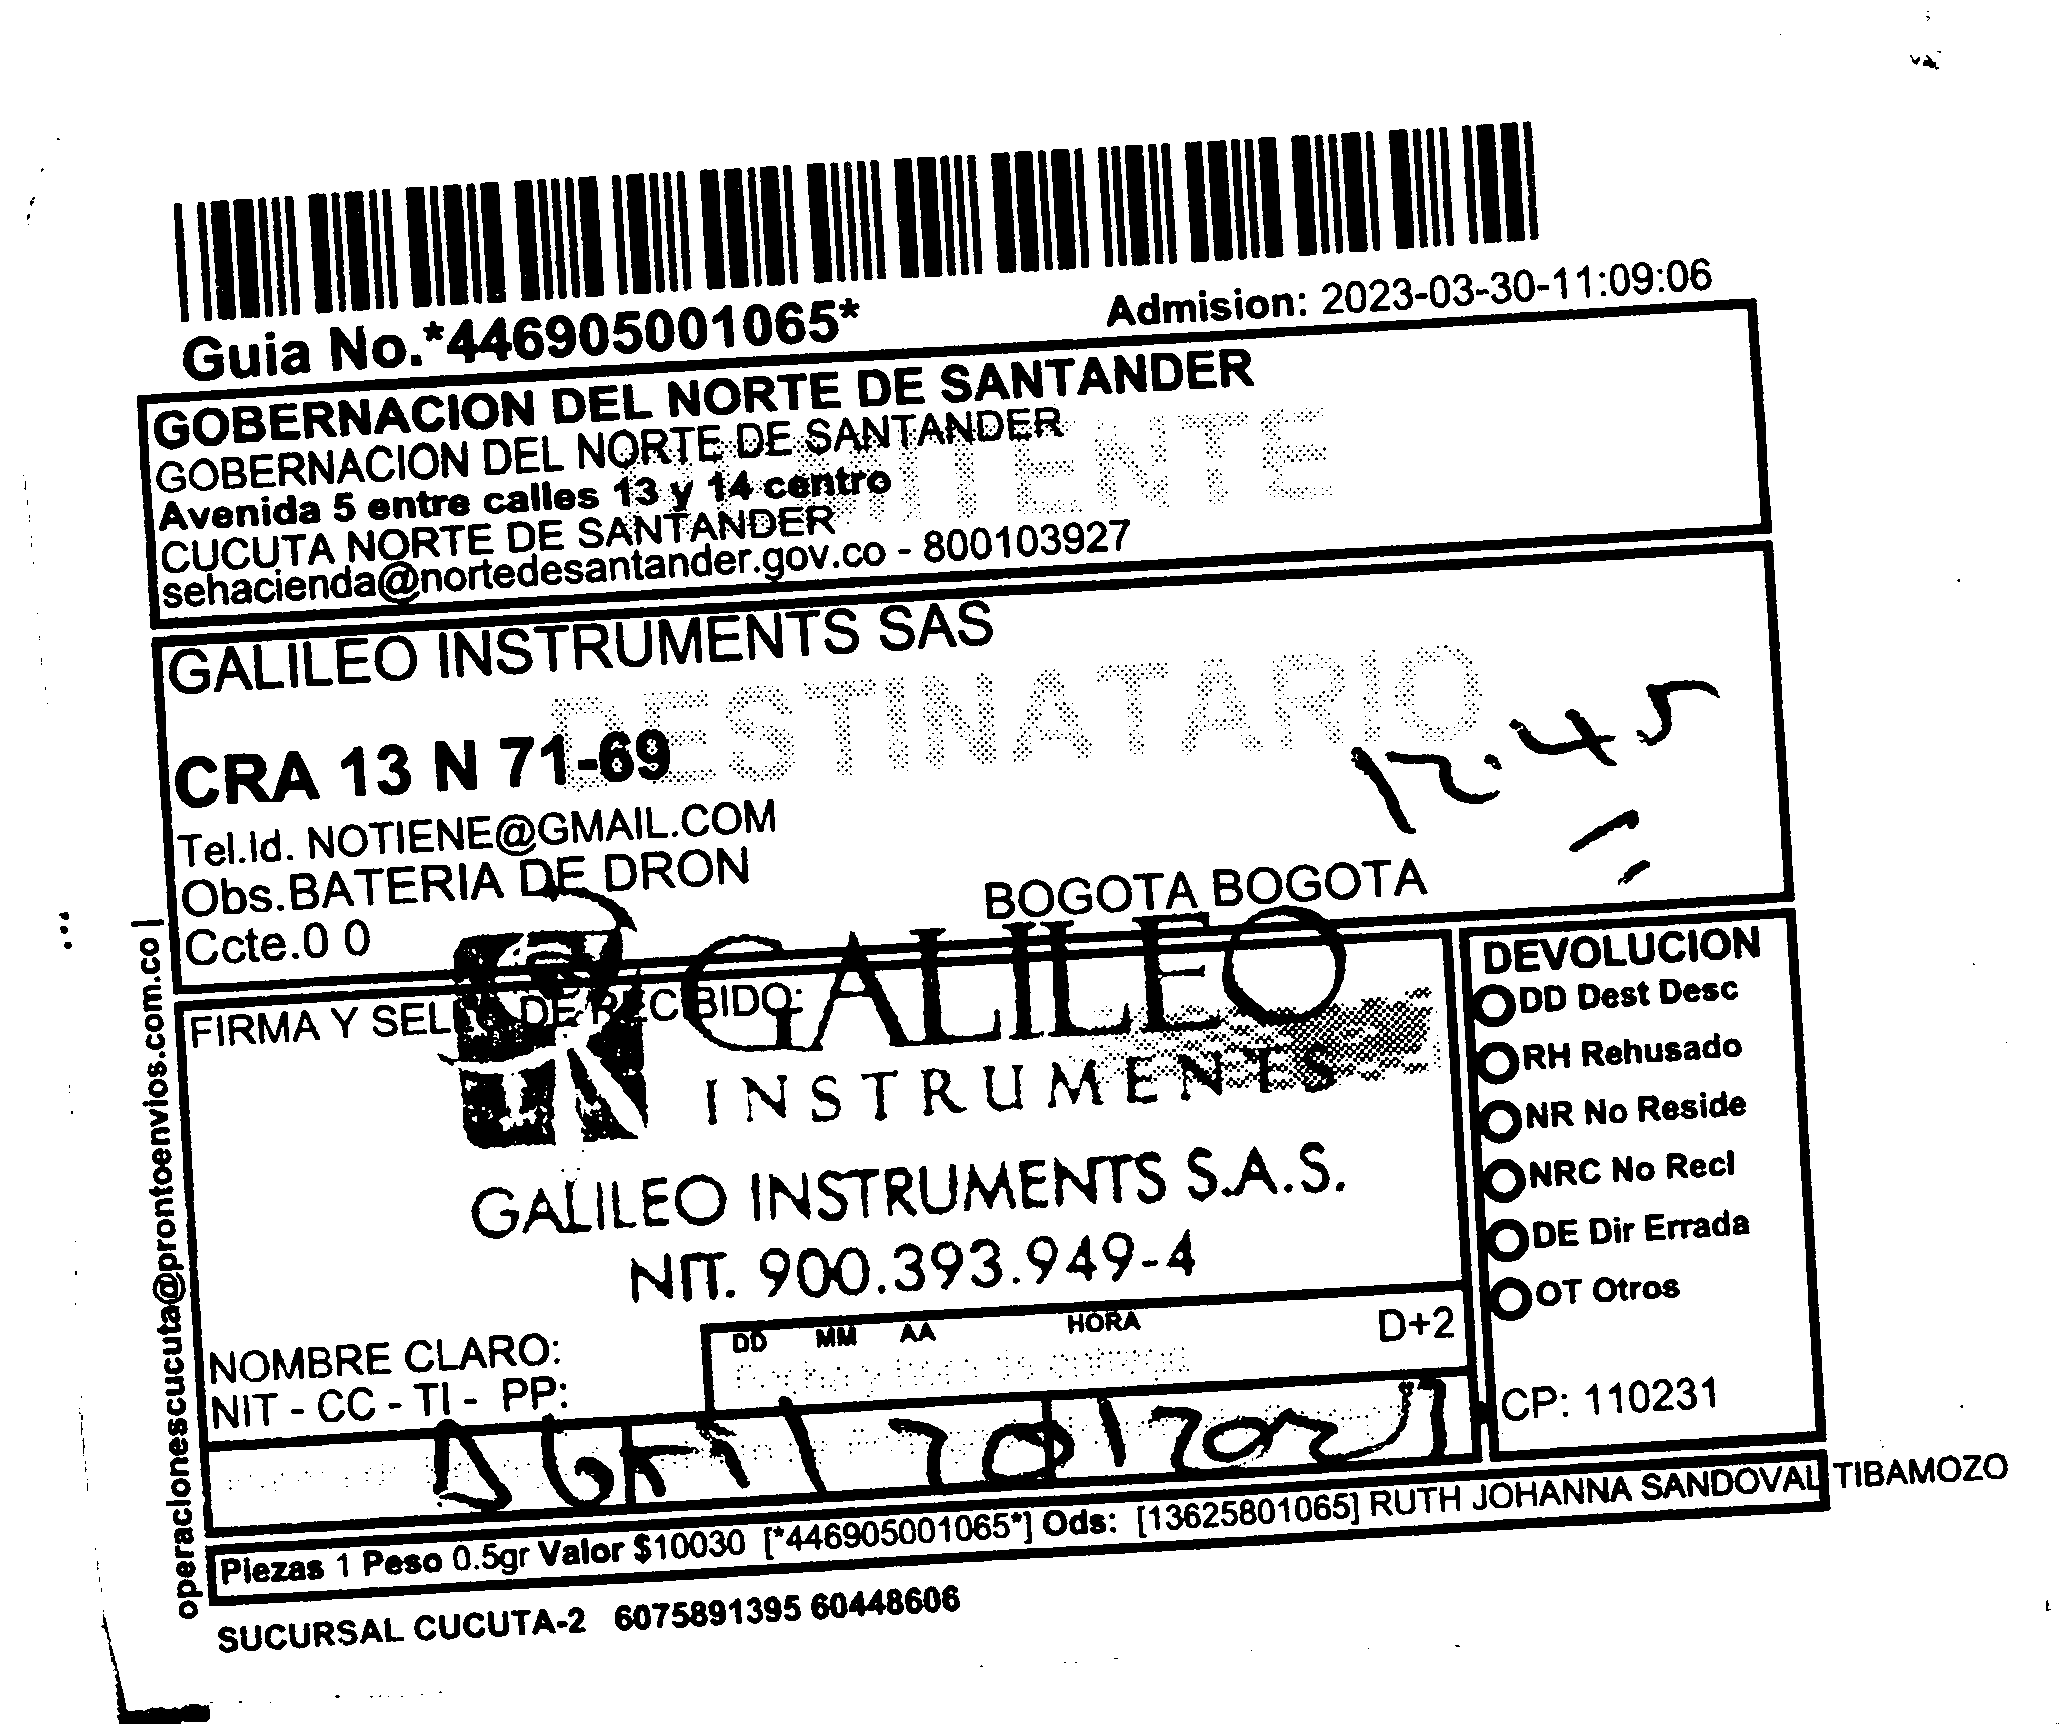 Guia No.*446905001065*
Admision: 2023-03-30-11:09:06
GOBERNACION DEL NORTE DE SANTANDER
GOBERNACION DEL NORTE DE SANTANDER
Avenida 5 entre calles 13 y 14 centro
CUCUTA NORTE DE SANTANDER
sehacienda@nortedesantander.gov.co - 800103927
GALILEO INSTRUMENTS SAS
DESTINATARIO
CRA 13 N 71-69
12:45
Tel.Id. NOTIENE@GMAIL.COM
Obs.BATERIA DE DRON
BOGOTA BOGOTA
Ccte.0 0
operacionescucuta@prontoenvios.com.co |
FIRMA Y SELLO DE RECIBIDO:
GALILEO
INSTRUMENTS
GALILEO INSTRUMENTS S.A.S.
NIT. 900.393.949-4
DEVOLUCION
DD Dest Desc
RH Rehusado
NR No Reside
NRC No Recl
DE Dir Errada
OT Otros
CP: 110231
DD MM AA HORA D+2
NOMBRE CLARO:
NIT - CC - TI - PP:
Piezas 1 Peso 0.5gr Valor $10030 [*446905001065*] Ods: [13625801065] RUTH JOHANNA SANDOVAL TIBAMOZO
SUCURSAL CUCUTA-2 6075891395 60448606